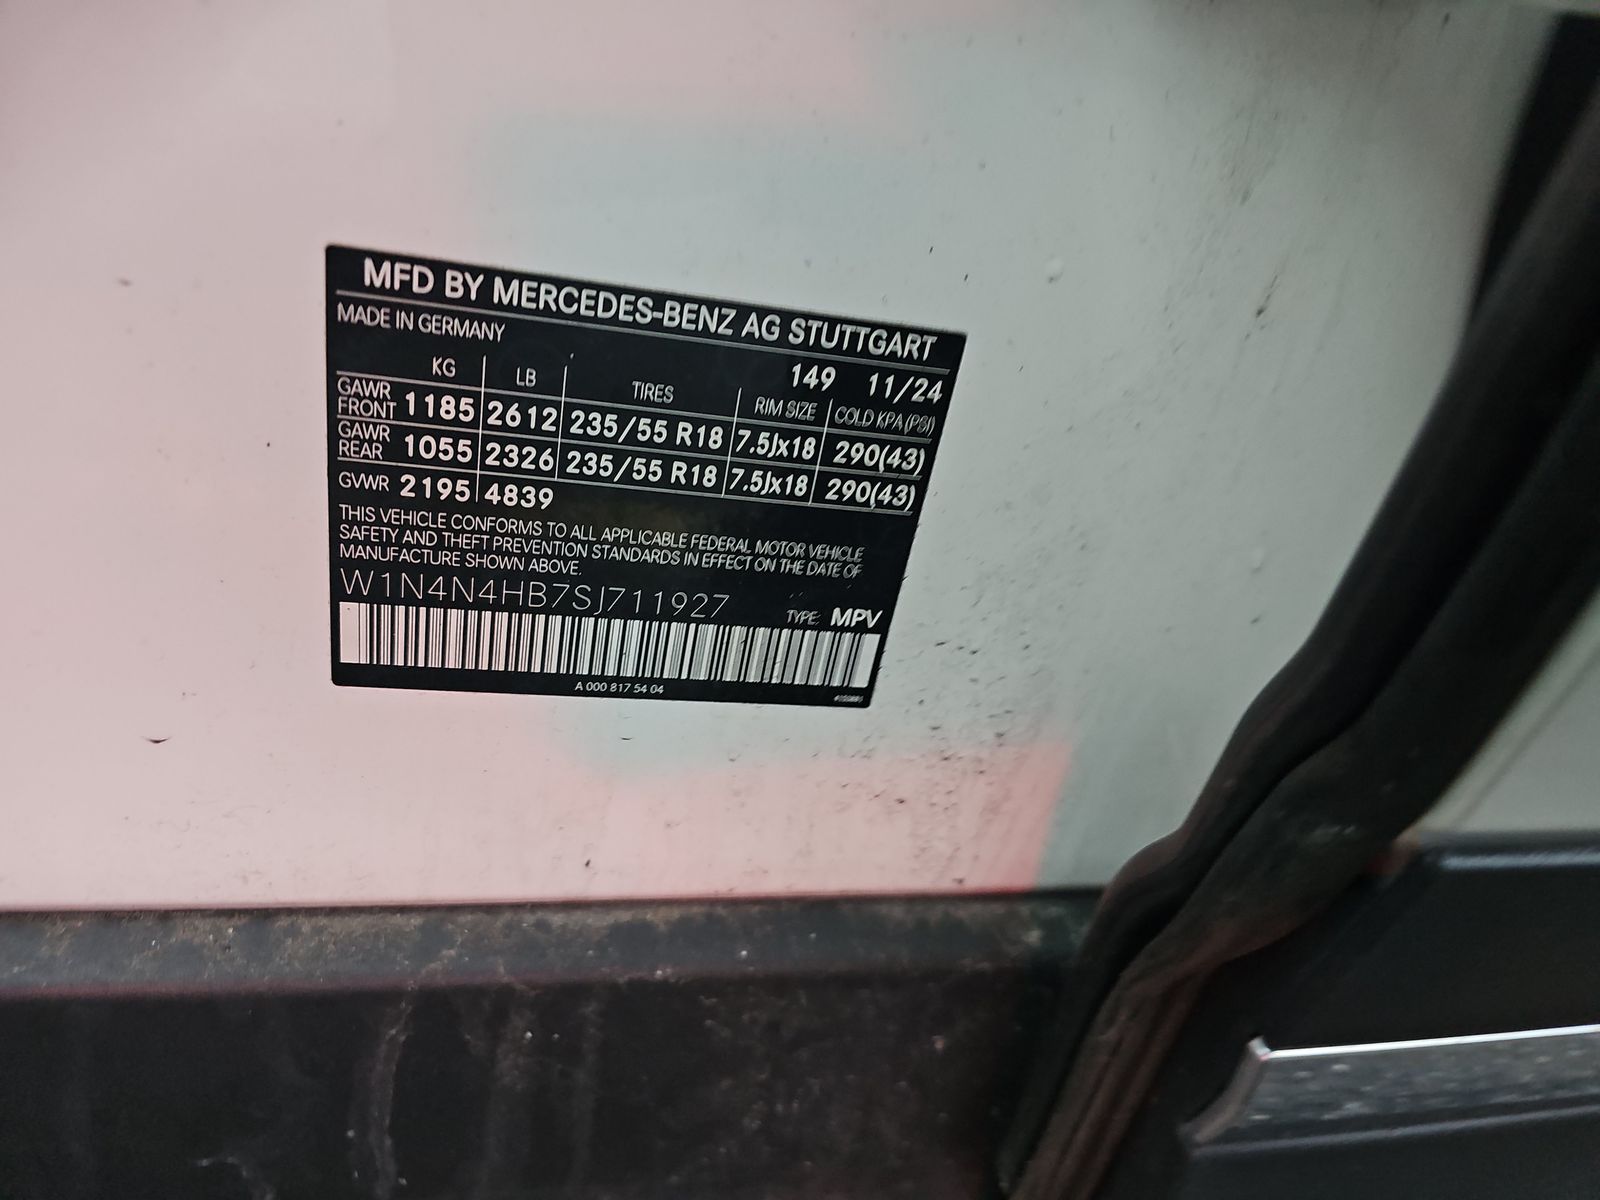 MFD BY MERCEDES-BENZ AG STUTTGART
MADE IN GERMANY
149 11/24
KG LB TIRES RIM SIZE COLD KPA(PSI)
GAWR FRONT 1185 2612 235/55 R18 7.5Jx18 290(43)
GAWR REAR 1055 2326 235/55 R18 7.5Jx18 290(43)
GVWR 2195 4839
THIS VEHICLE CONFORMS TO ALL APPLICABLE FEDERAL MOTOR VEHICLE
SAFETY AND THEFT PREVENTION STANDARDS IN EFFECT ON THE DATE OF
MANUFACTURE SHOWN ABOVE.
W1N4N4HB7SJ711927
TYPE: MPV
A 000 817 54 04